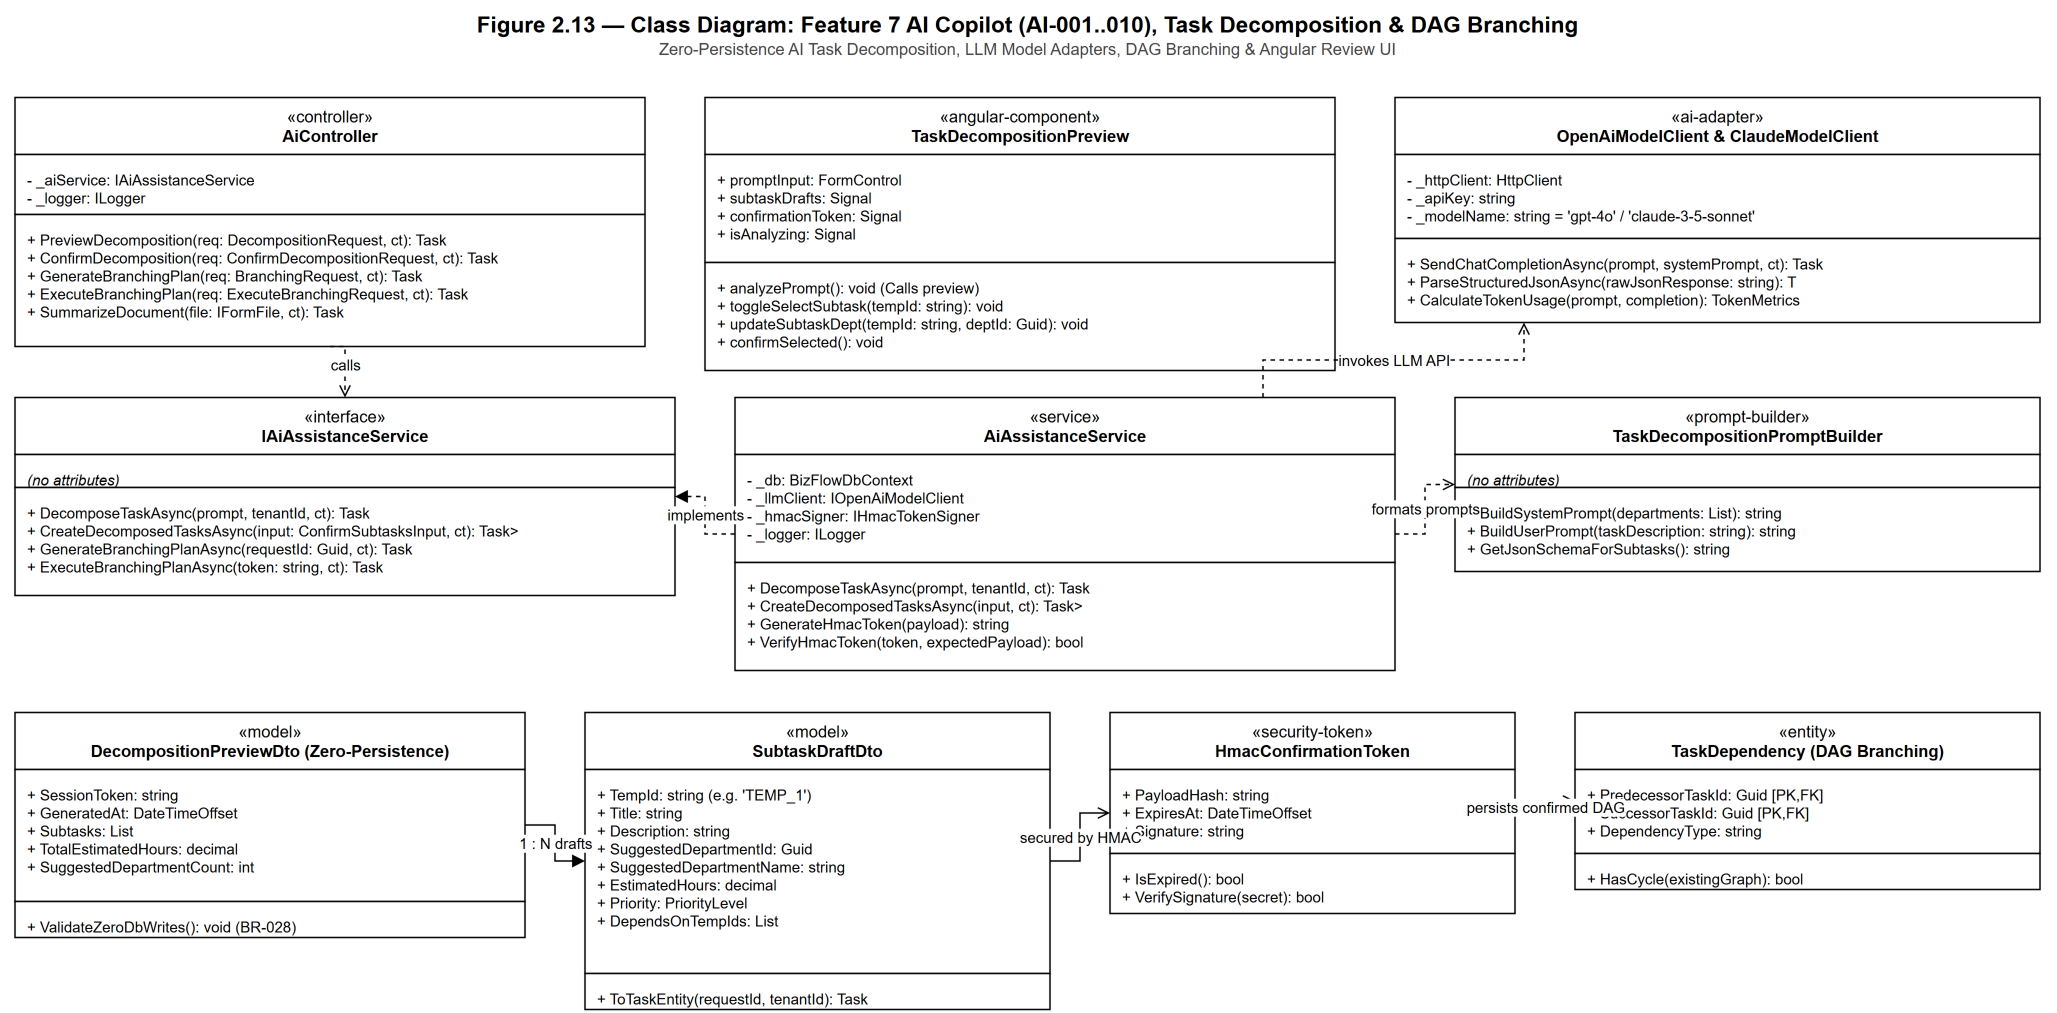 Figure 2.13 — Class Diagram: Feature 7 AI Copilot (AI-001..010), Task Decomposition & DAG Branching
Zero-Persistence AI Task Decomposition, LLM Model Adapters, DAG Branching & Angular Review UI
«controller»
AiController
- _aiService: IAiAssistanceService
- _logger: ILogger
+ PreviewDecomposition(req: DecompositionRequest, ct): Task
+ ConfirmDecomposition(req: ConfirmDecompositionRequest, ct): Task
+ GenerateBranchingPlan(req: BranchingRequest, ct): Task
+ ExecuteBranchingPlan(req: ExecuteBranchingRequest, ct): Task
+ SummarizeDocument(file: IFormFile, ct): Task
«angular-component»
TaskDecompositionPreview
+ promptInput: FormControl
+ subtaskDrafts: Signal
+ confirmationToken: Signal
+ isAnalyzing: Signal
+ analyzePrompt(): void (Calls preview)
+ toggleSelectSubtask(tempId: string): void
+ updateSubtaskDept(tempId: string, deptId: Guid): void
+ confirmSelected(): void
«ai-adapter»
OpenAiModelClient & ClaudeModelClient
- _httpClient: HttpClient
- _apiKey: string
- _modelName: string = 'gpt-4o' / 'claude-3-5-sonnet'
+ SendChatCompletionAsync(prompt, systemPrompt, ct): Task
+ ParseStructuredJsonAsync(rawJsonResponse: string): T
+ CalculateTokenUsage(prompt, completion): TokenMetrics
calls
invokes LLM API
«interface»
IAiAssistanceService
(no attributes)
+ DecomposeTaskAsync(prompt, tenantId, ct): Task
+ CreateDecomposedTasksAsync(input: ConfirmSubtasksInput, ct): Task>
+ GenerateBranchingPlanAsync(requestId: Guid, ct): Task
+ ExecuteBranchingPlanAsync(token: string, ct): Task
implements
«service»
AiAssistanceService
- _db: BizFlowDbContext
- _llmClient: IOpenAiModelClient
- _hmacSigner: IHmacTokenSigner
- _logger: ILogger
+ DecomposeTaskAsync(prompt, tenantId, ct): Task
+ CreateDecomposedTasksAsync(input, ct): Task>
+ GenerateHmacToken(payload): string
+ VerifyHmacToken(token, expectedPayload): bool
formats prompts
«prompt-builder»
TaskDecompositionPromptBuilder
(no attributes)
BuildSystemPrompt(departments: List): string
+ BuildUserPrompt(taskDescription: string): string
+ GetJsonSchemaForSubtasks(): string
«model»
DecompositionPreviewDto (Zero-Persistence)
+ SessionToken: string
+ GeneratedAt: DateTimeOffset
+ Subtasks: List
+ TotalEstimatedHours: decimal
+ SuggestedDepartmentCount: int
+ ValidateZeroDbWrites(): void (BR-028)
1 : N drafts
«model»
SubtaskDraftDto
+ TempId: string (e.g. 'TEMP_1')
+ Title: string
+ Description: string
+ SuggestedDepartmentId: Guid
+ SuggestedDepartmentName: string
+ EstimatedHours: decimal
+ Priority: PriorityLevel
+ DependsOnTempIds: List
+ ToTaskEntity(requestId, tenantId): Task
secured by HMAC
«security-token»
HmacConfirmationToken
+ PayloadHash: string
+ ExpiresAt: DateTimeOffset
Signature: string
+ IsExpired(): bool
+ VerifySignature(secret): bool
persists confirmed DAG
«entity»
TaskDependency (DAG Branching)
+ PredecessorTaskId: Guid [PK,FK]
SuccessorTaskId: Guid [PK,FK]
+ DependencyType: string
+ HasCycle(existingGraph): bool